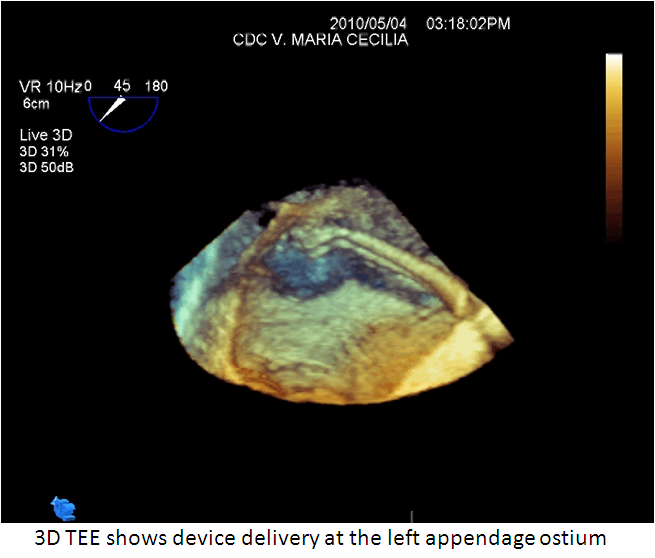 2010/05/04 03:18:02PM
CDC V. MARIA CECILIA
VR 10Hz 0 45 180
6cm
Live 3D
3D 31%
3D 50dB
3D TEE shows device delivery at the left appendage ostium